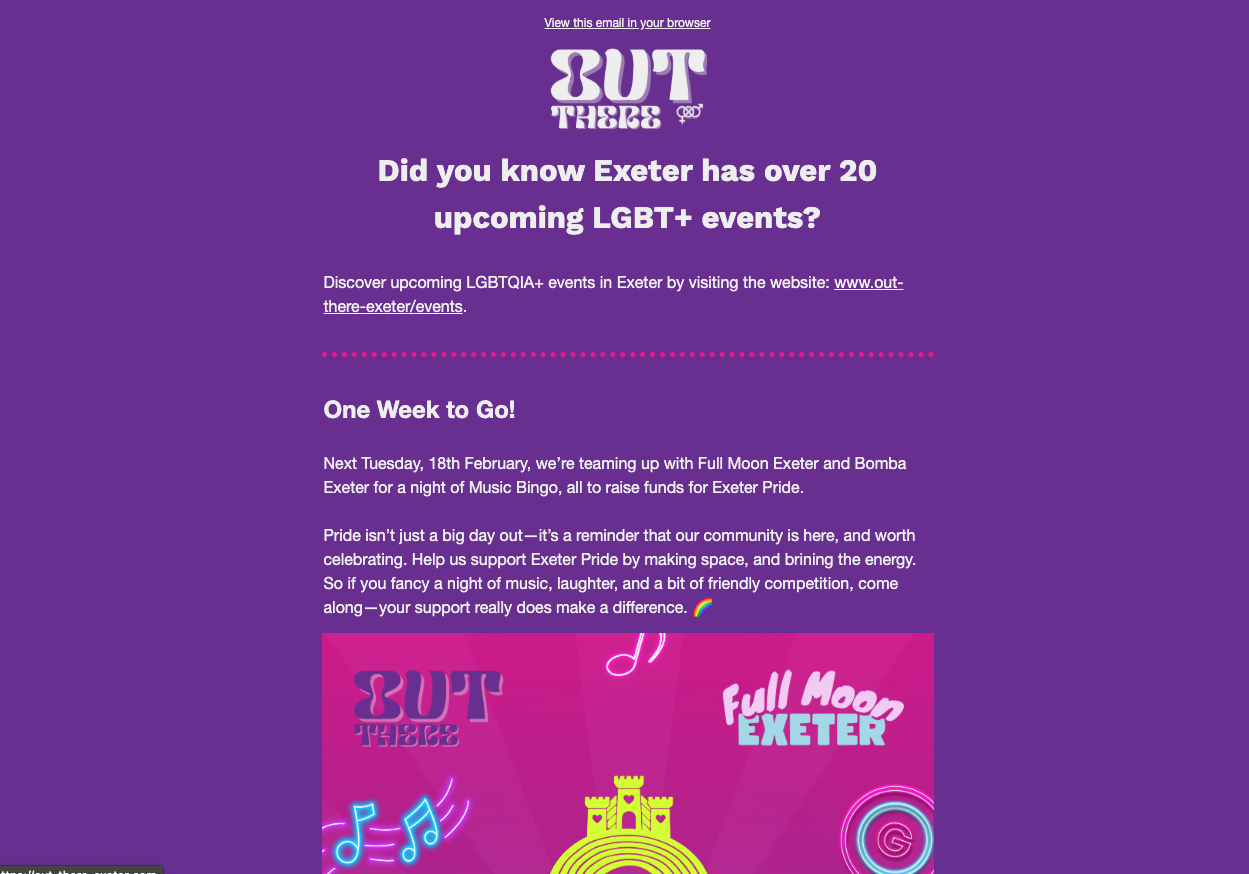 View this email in your browser
OUT
THERE
Did you know Exeter has over 20
upcoming LGBT+ events?
Discover upcoming LGBTQIA+ events in Exeter by visiting the website: www.out-
there-exeter/events.
One Week to Go!
Next Tuesday, 18th February, we’re teaming up with Full Moon Exeter and Bomba
Exeter for a night of Music Bingo, all to raise funds for Exeter Pride.
Pride isn’t just a big day out—it’s a reminder that our community is here, and worth
celebrating. Help us support Exeter Pride by making space, and brining the energy.
So if you fancy a night of music, laughter, and a bit of friendly competition, come
along—your support really does make a difference. 🌈
OUT
THERE
Full Moon
EXETER
G